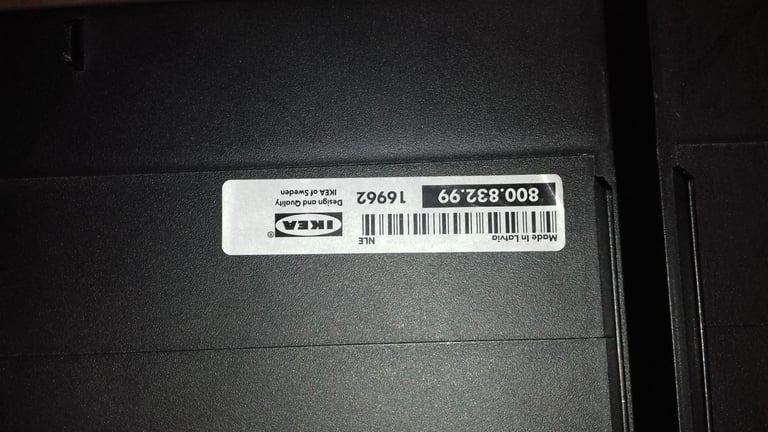 Made in Latvia
NLE
IKEA®
800.832.99
16962
Design and Quality
IKEA of Sweden